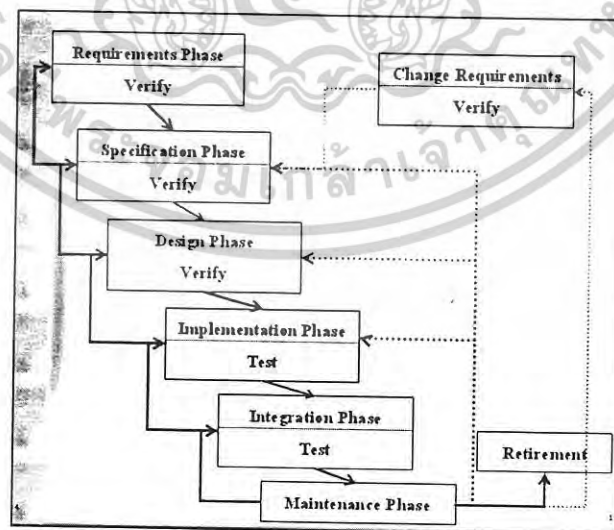 Requirements Phase
Verify
Change Requirements
Verify
Specification Phase
Verify
Design Phase
Verify
Implementation Phase
Test
Integration Phase
Test
Retirement
Maintenance Phase